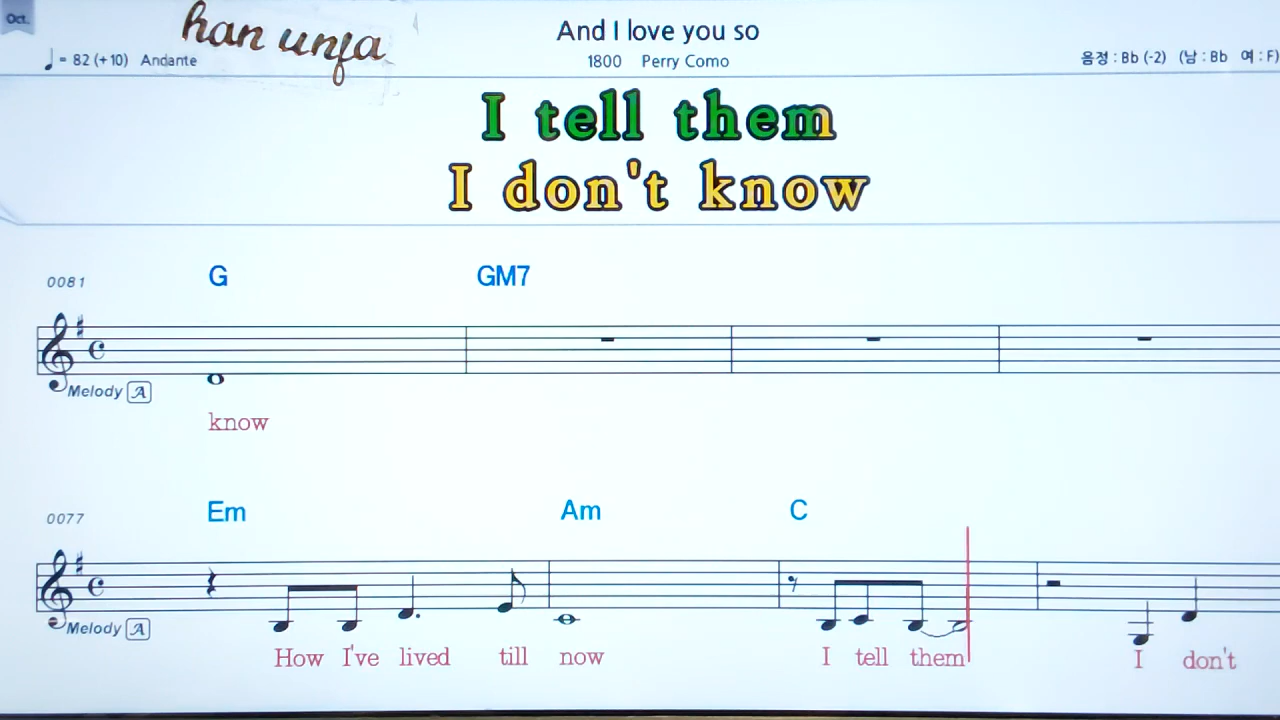 Oct.
han unja
And I love you so
♩ = 82 (+10) Andante
1800 Perry Como
음정 : Bb (-2) (남 : Bb 여 : F)
I tell them
I don't know
0081
G GM7
Melody A
know
0077
Em Am C
Melody A
How I've lived till now I tell them I don't